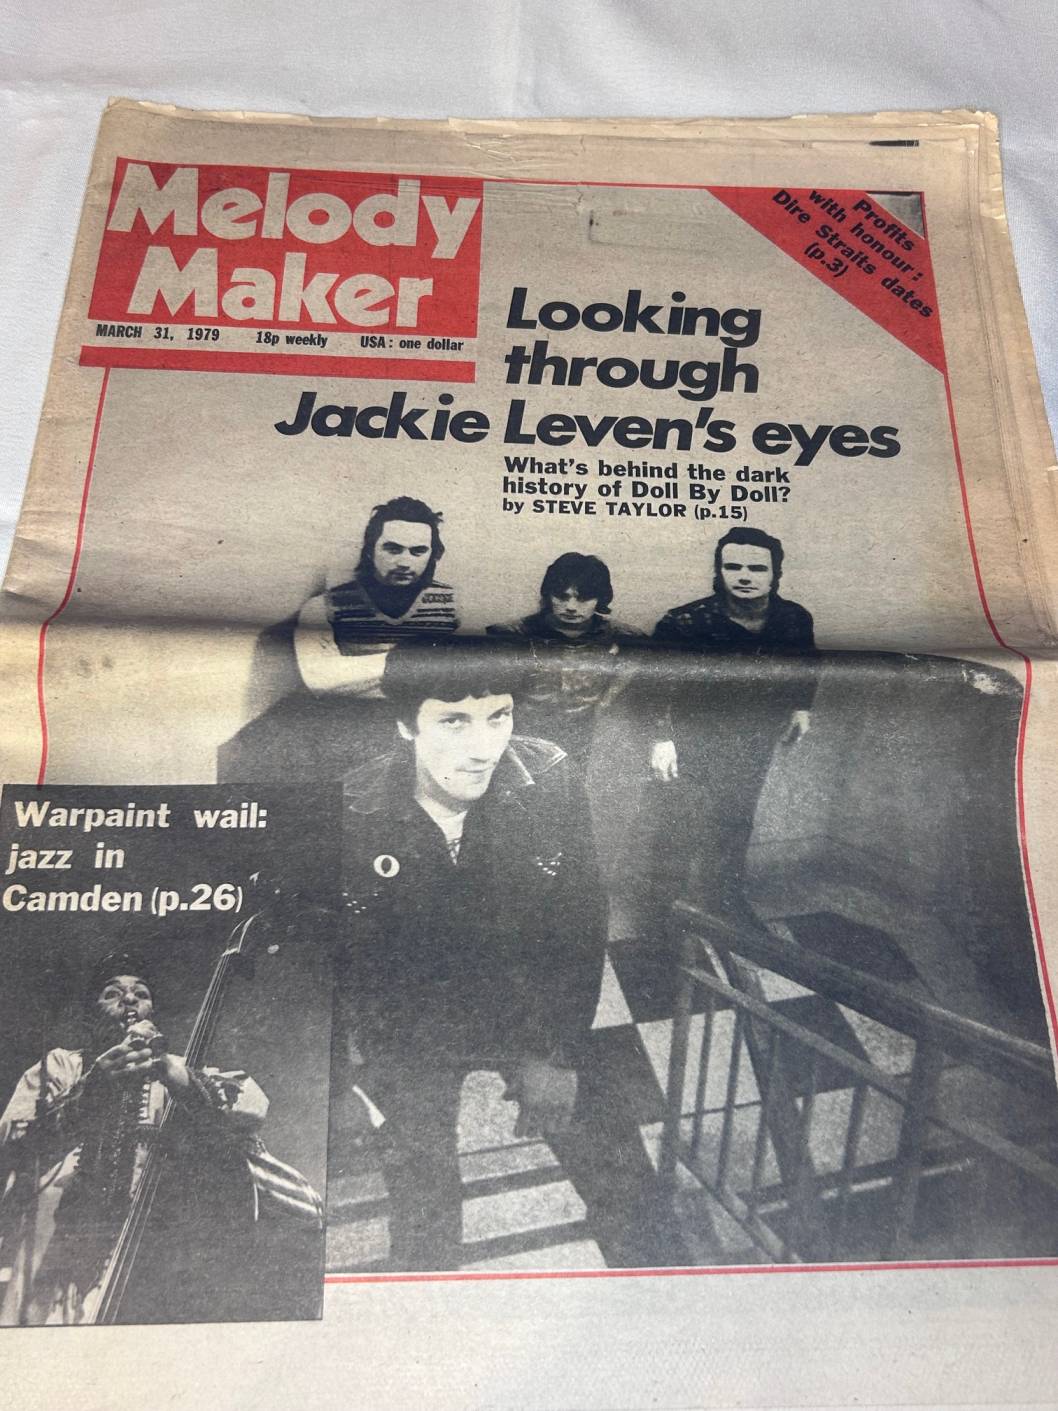 Melody
Maker
MARCH 31, 1979 18p weekly USA: one dollar
Profits
with honour:
Dire Straits dates
(p.3)
Looking
through
Jackie Leven's eyes
What's behind the dark
history of Doll By Doll?
by STEVE TAYLOR (p.15)
Warpaint wail:
jazz in
Camden (p.26)